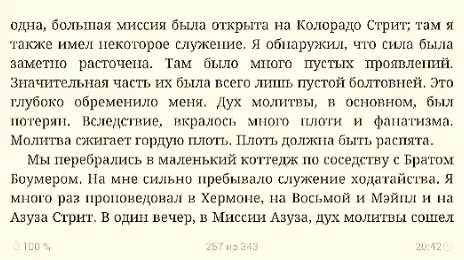 одна, большая миссия была открыта на Колорадо Стрит; там я
также имел некоторое служение. Я обнаружил, что сила была
заметно расточена. Там было много пустых проявлений.
Значительная часть их была всего лишь пустой болтовней. Это
глубоко обременило меня. Дух молитвы, в основном, был
потерян. Вследствие, вкралось много плоти и фанатизма.
Молитва сжигает гордую плоть. Плоть должна быть распята.
Мы перебрались в маленький коттедж по соседству с Братом
Боумером. На мне сильно пребывало служение ходатайства. Я
много раз проповедовал в Хермоне, на Восьмой и Мэйпл и на
Азуза Стрит. В один вечер, в Миссии Азуза, дух молитвы сошел
100 % 257 из 343 20:42